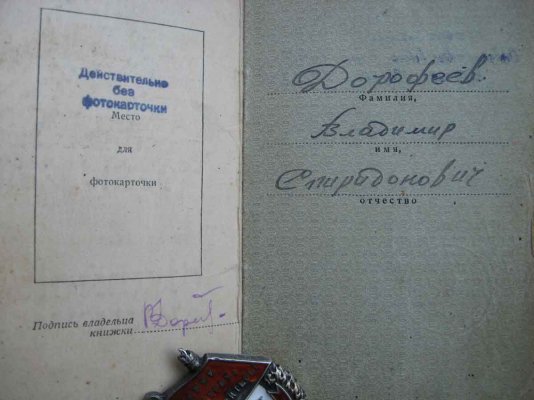 Действительно
без
фотокарточки
Место
для
фотокарточки
Подпись владельца
книжки
Дорофеев
Фамилия,
Владимир
имя,
Спиридонович
отчество